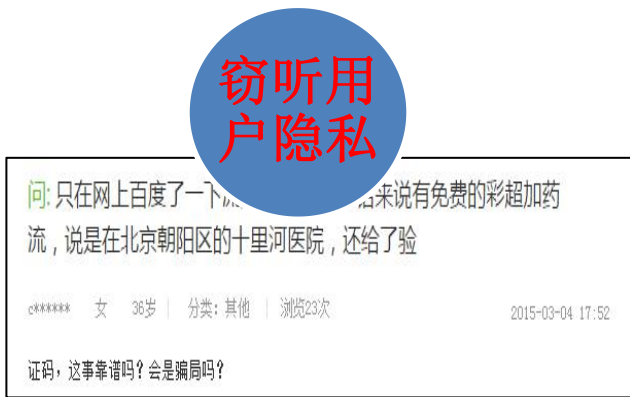 窃听用
户隐私
问: 只在网上百度了一下 来说有免费的彩超加药
流，说是在北京朝阳区的十里河医院，还给了验
c****** 女 36岁 | 分类: 其他 | 浏览23次 2015-03-04 17:52
证码，这事靠谱吗？会是骗局吗？